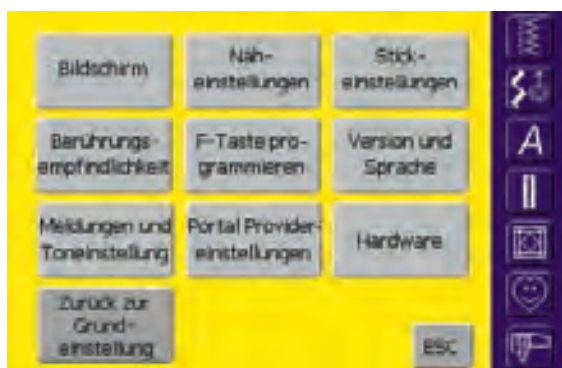 Bildschirm
Näh-
einstellungen
Stick-
einstellungen
Berührungs-
empfindlichkeit
F-Taste pro-
grammieren
Version und
Sprache
Meldungen und
Toneinstellung
Portal Provider-
einstellungen
Hardware
Zurück zur
Grund-
einstellung
ESC
A